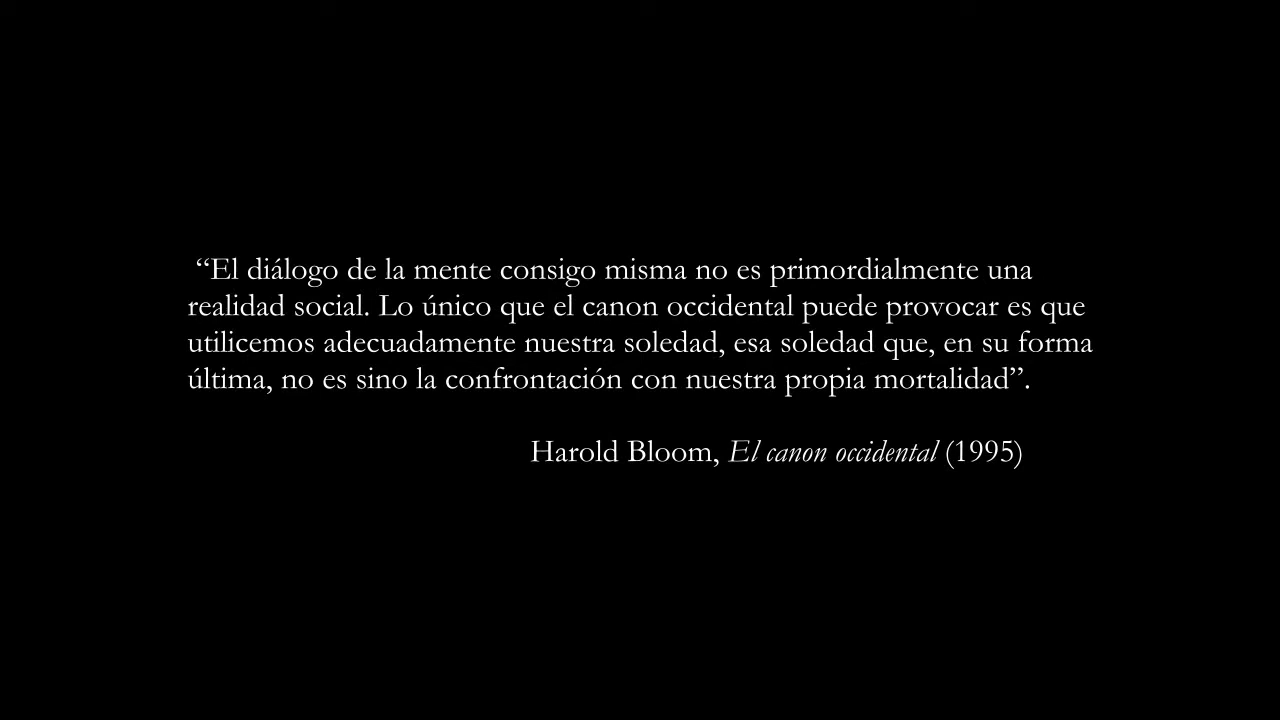 “El diálogo de la mente consigo misma no es primordialmente una
realidad social. Lo único que el canon occidental puede provocar es que
utilicemos adecuadamente nuestra soledad, esa soledad que, en su forma
última, no es sino la confrontación con nuestra propia mortalidad”.
Harold Bloom, El canon occidental (1995)